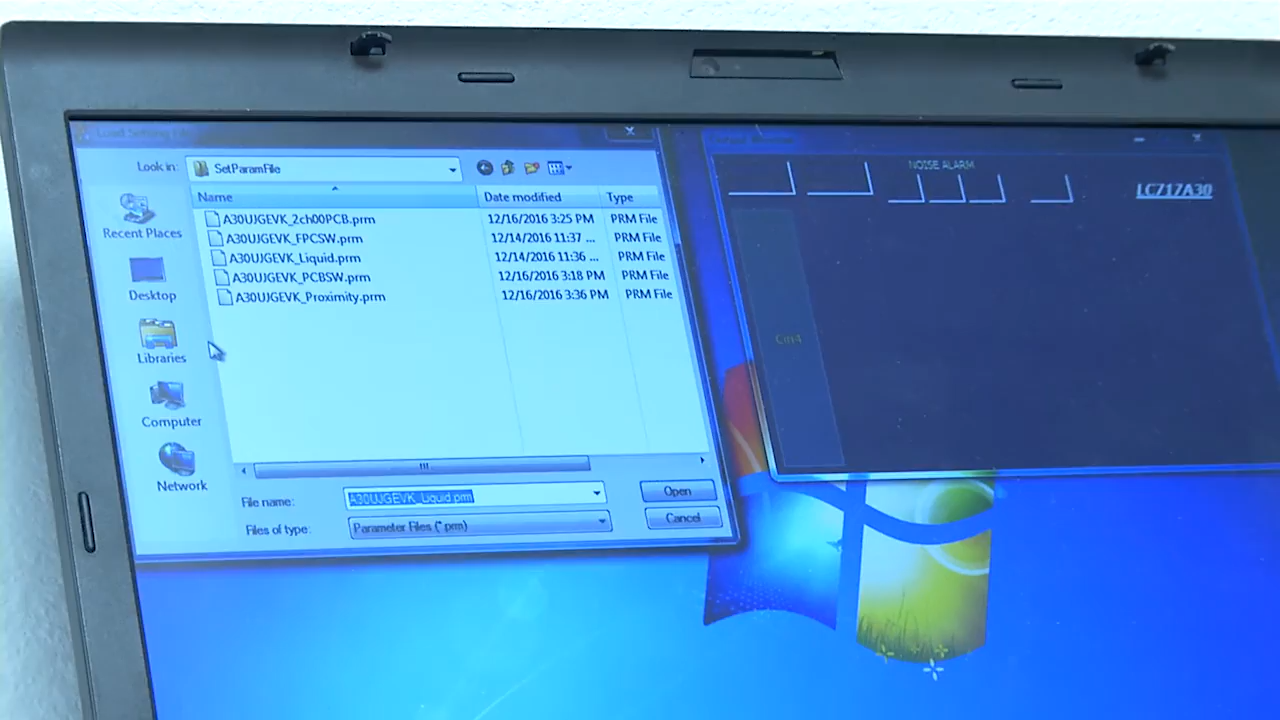 Load Setting
Look in: SetParamFile
Name Date modified Type
A30UJGEVK_2ch00PCB.prm 12/16/2016 3:25 PM PRM File
A30UJGEVK_FPCSW.prm 12/14/2016 11:37 ... PRM File
A30UJGEVK_Liquid.prm 12/14/2016 11:36 ... PRM File
A30UJGEVK_PCBSW.prm 12/16/2016 3:18 PM PRM File
A30UJGEVK_Proximity.prm 12/16/2016 3:36 PM PRM File
Recent Places
Desktop
Libraries
Computer
Network
File name: A30UJGEVK_Liquid.prm Open
Files of type: Parameter Files (*.prm) Cancel
NOISE ALARM
LC717A30
Cin4